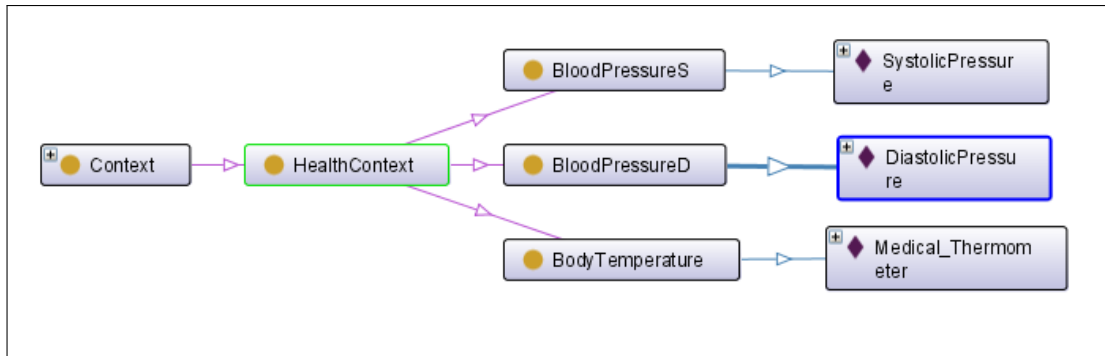 BloodPressureS
SystolicPressur
e
Context
HealthContext
BloodPressureD
DiastolicPressu
re
BodyTemperature
Medical_Thermom
eter